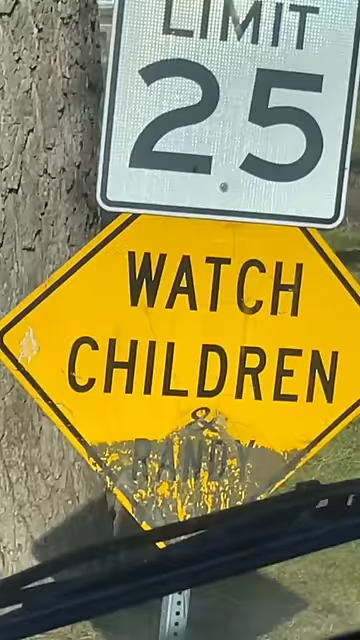 LIMIT
25
WATCH
CHILDREN
&